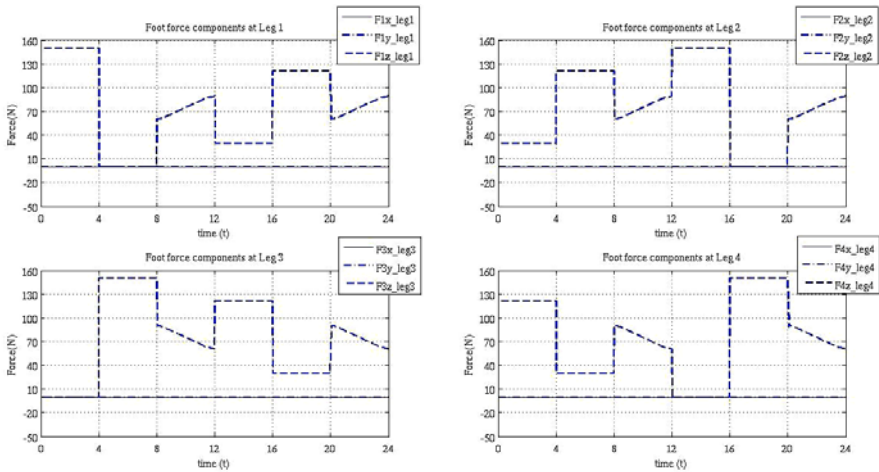 Foot force components at Leg 1
F1x_leg1
F1y_leg1
F1z_leg1
Force(N)
160
130
100
70
40
10
-20
-50
0 4 8 12 16 20 24
time (t)
Foot force components at Leg 2
F2x_leg2
F2y_leg2
F2z_leg2
Force(N)
160
130
100
70
40
10
-20
-50
0 4 8 12 16 20 24
time (t)
Foot force components at Leg 3
F3x_leg3
F3y_leg3
F3z_leg3
Force(N)
160
130
100
70
40
10
-20
-50
0 4 8 12 16 20 24
time (t)
Foot force components at Leg 4
F4x_leg4
F4y_leg4
F4z_leg4
Force(N)
160
130
100
70
40
10
-20
-50
0 4 8 12 16 20 24
time (t)